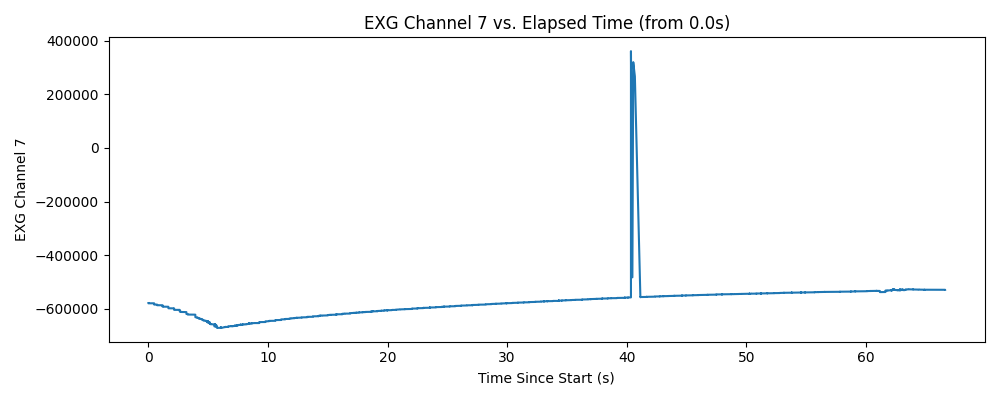 EXG Channel 7 vs. Elapsed Time (from 0.0s)
400000
200000
0
−200000
−400000
−600000
EXG Channel 7
0 10 20 30 40 50 60
Time Since Start (s)